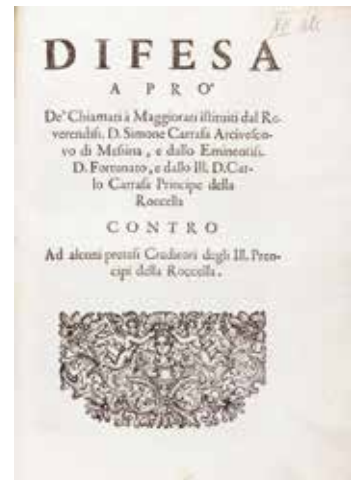 DIFESA
A PRO'
De' Chiamati à Maggiorati istituiti dal Re-
verendiss. D. Simone Carrafa Arcivesco-
vo di Messina, e dallo Eminentiss.
D. Fortunato, e dallo Ill. D. Car-
lo Carrafa Principe della
Roccella
CONTRO
Ad alcuni pretesi Creditori degli Ill. Pren-
cipi della Roccella.